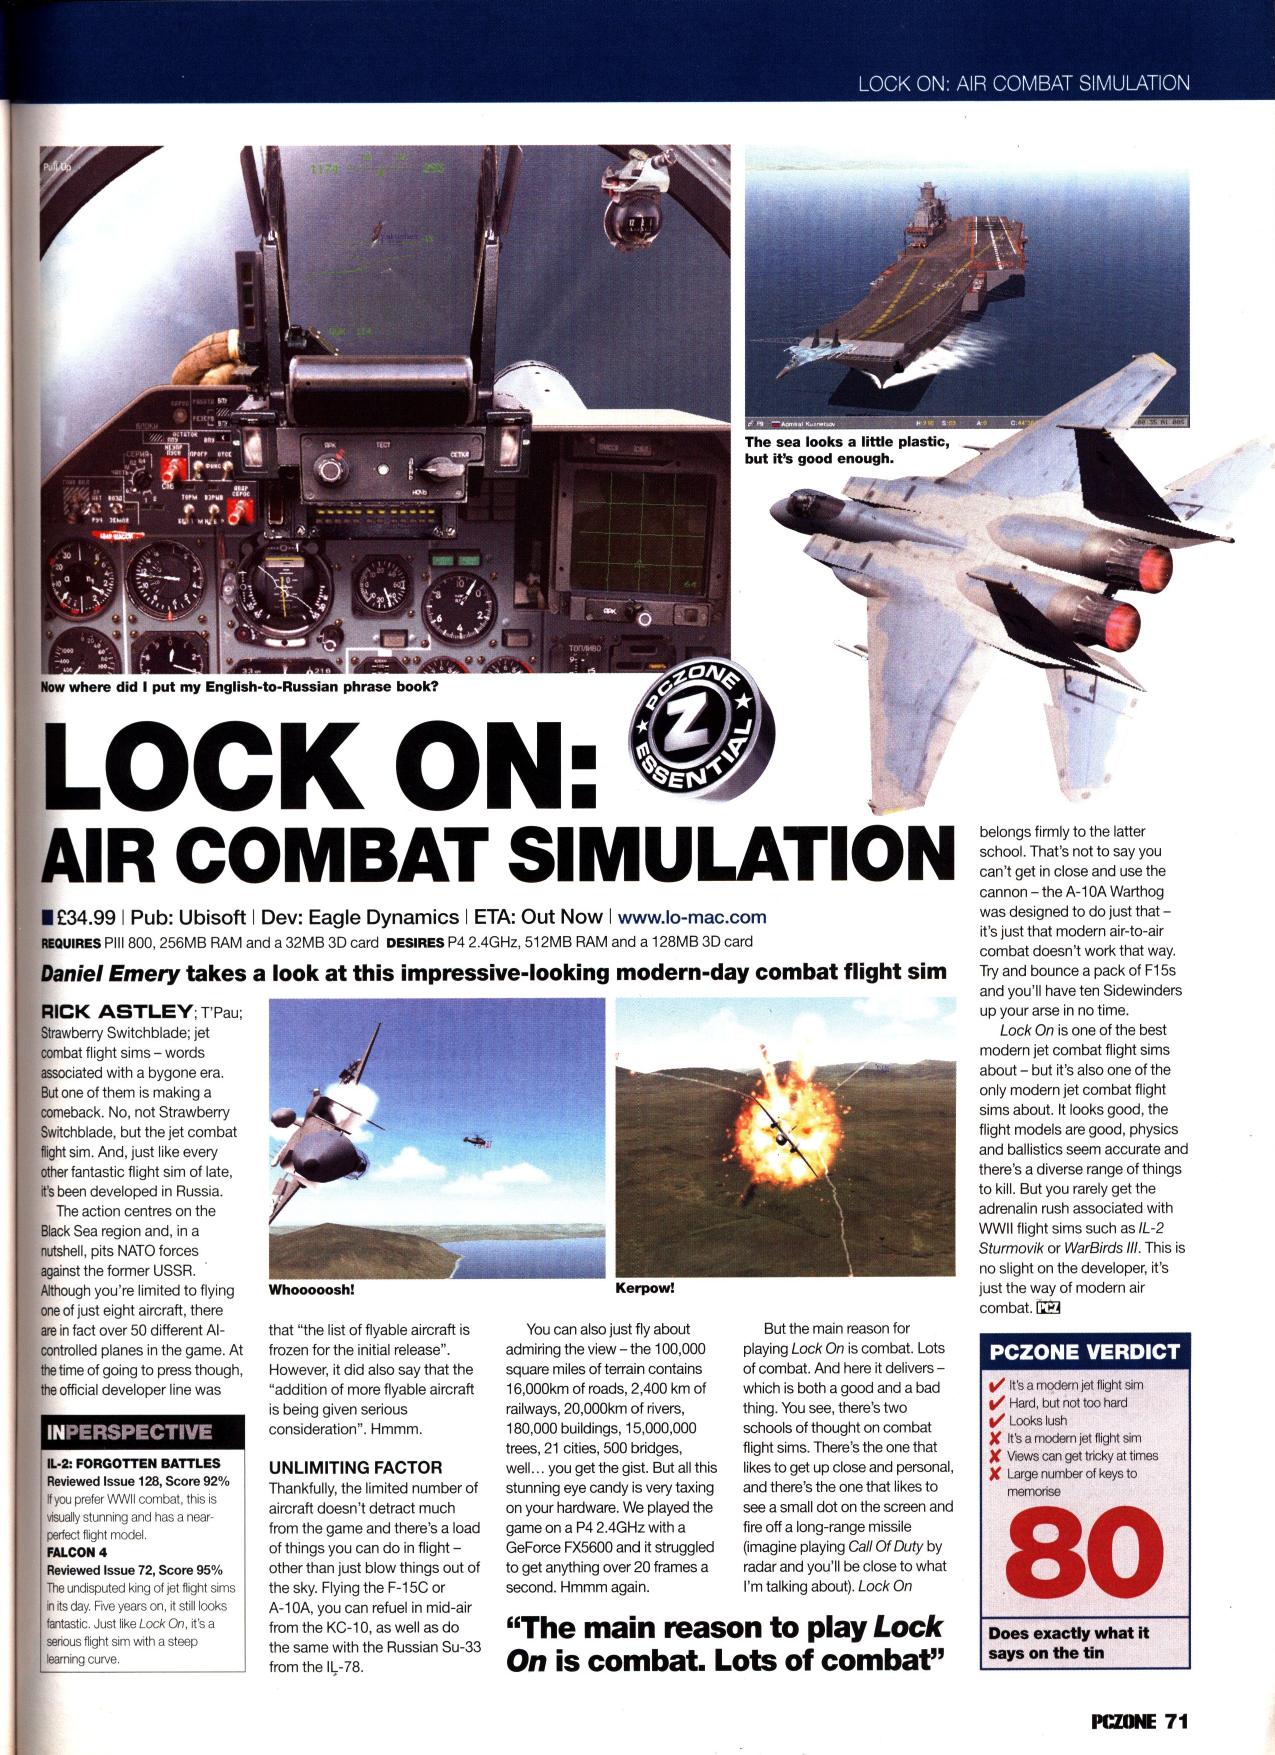 LOCK ON: AIR COMBAT SIMULATION
Pull Up
The sea looks a little plastic,
but it's good enough.
Now where did I put my English-to-Russian phrase book?
PCZONE
Z
ESSENTIAL
LOCK ON:
AIR COMBAT SIMULATION
£34.99 | Pub: Ubisoft | Dev: Eagle Dynamics | ETA: Out Now | www.lo-mac.com
REQUIRES PIII 800, 256MB RAM and a 32MB 3D card DESIRES P4 2.4GHz, 512MB RAM and a 128MB 3D card
Daniel Emery takes a look at this impressive-looking modern-day combat flight sim
RICK ASTLEY; T'Pau;
Strawberry Switchblade; jet
combat flight sims – words
associated with a bygone era.
But one of them is making a
comeback. No, not Strawberry
Switchblade, but the jet combat
flight sim. And, just like every
other fantastic flight sim of late,
it's been developed in Russia.
The action centres on the
Black Sea region and, in a
nutshell, pits NATO forces
against the former USSR.
Although you're limited to flying
one of just eight aircraft, there
are in fact over 50 different AI-
controlled planes in the game. At
the time of going to press though,
the official developer line was
INPERSPECTIVE
IL-2: FORGOTTEN BATTLES
Reviewed Issue 128, Score 92%
If you prefer WWII combat, this is
visually stunning and has a near-
perfect flight model.
FALCON 4
Reviewed Issue 72, Score 95%
The undisputed king of jet flight sims
in its day. Five years on, it still looks
fantastic. Just like Lock On, it's a
serious flight sim with a steep
learning curve.
Whooooosh!
Kerpow!
that "the list of flyable aircraft is
frozen for the initial release".
However, it did also say that the
"addition of more flyable aircraft
is being given serious
consideration". Hmmm.
UNLIMITING FACTOR
Thankfully, the limited number of
aircraft doesn't detract much
from the game and there's a load
of things you can do in flight –
other than just blow things out of
the sky. Flying the F-15C or
A-10A, you can refuel in mid-air
from the KC-10, as well as do
the same with the Russian Su-33
from the IL-78.
You can also just fly about
admiring the view – the 100,000
square miles of terrain contains
16,000km of roads, 2,400 km of
railways, 20,000km of rivers,
180,000 buildings, 15,000,000
trees, 21 cities, 500 bridges,
well... you get the gist. But all this
stunning eye candy is very taxing
on your hardware. We played the
game on a P4 2.4GHz with a
GeForce FX5600 and it struggled
to get anything over 20 frames a
second. Hmmm again.
But the main reason for
playing Lock On is combat. Lots
of combat. And here it delivers –
which is both a good and a bad
thing. You see, there's two
schools of thought on combat
flight sims. There's the one that
likes to get up close and personal,
and there's the one that likes to
see a small dot on the screen and
fire off a long-range missile
(imagine playing Call Of Duty by
radar and you'll be close to what
I'm talking about). Lock On
"The main reason to play Lock
On is combat. Lots of combat"
belongs firmly to the latter
school. That's not to say you
can't get in close and use the
cannon – the A-10A Warthog
was designed to do just that –
it's just that modern air-to-air
combat doesn't work that way.
Try and bounce a pack of F15s
and you'll have ten Sidewinders
up your arse in no time.
Lock On is one of the best
modern jet combat flight sims
about – but it's also one of the
only modern jet combat flight
sims about. It looks good, the
flight models are good, physics
and ballistics seem accurate and
there's a diverse range of things
to kill. But you rarely get the
adrenalin rush associated with
WWII flight sims such as IL-2
Sturmovik or WarBirds III. This is
no slight on the developer, it's
just the way of modern air
combat. PCZ
PCZONE VERDICT
✔ It's a modern jet flight sim
✔ Hard, but not too hard
✔ Looks lush
✘ It's a modern jet flight sim
✘ Views can get tricky at times
✘ Large number of keys to
memorise
80
Does exactly what it
says on the tin
PCZONE 71